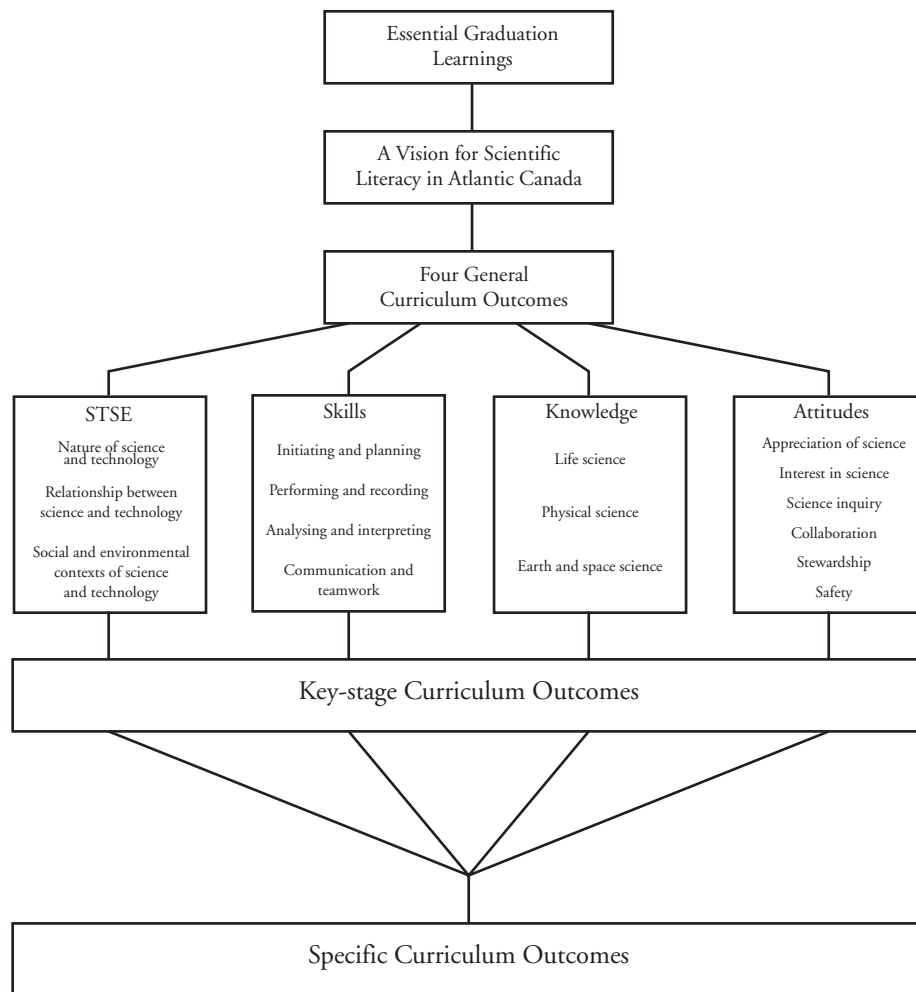 Essential Graduation
Learnings
A Vision for Scientific
Literacy in Atlantic Canada
Four General
Curriculum Outcomes
STSE
Nature of science
and technology
Relationship between
science and technology
Social and environmental
contexts of science
and technology
Skills
Initiating and planning
Performing and recording
Analysing and interpreting
Communication and
teamwork
Knowledge
Life science
Physical science
Earth and space science
Attitudes
Appreciation of science
Interest in science
Science inquiry
Collaboration
Stewardship
Safety
Key-stage Curriculum Outcomes
Specific Curriculum Outcomes